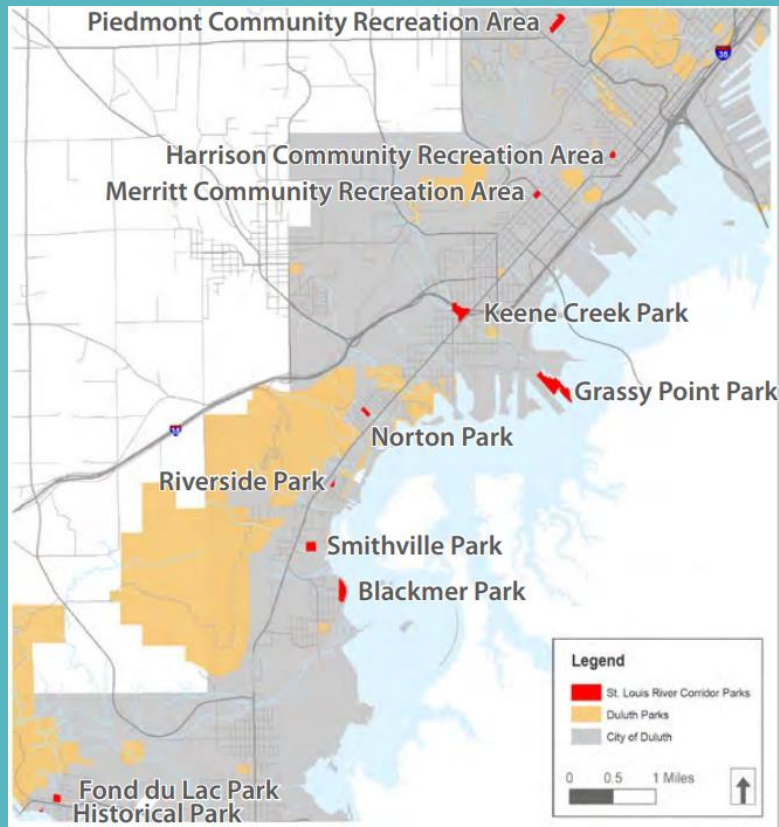 Piedmont Community Recreation Area
35
Harrison Community Recreation Area
Merritt Community Recreation Area
Keene Creek Park
Grassy Point Park
Norton Park
Riverside Park
Smithville Park
Blackmer Park
Legend
St. Louis River Corridor Parks
Duluth Parks
City of Duluth
0 0.5 1 Miles
Fond du Lac Park
Historical Park